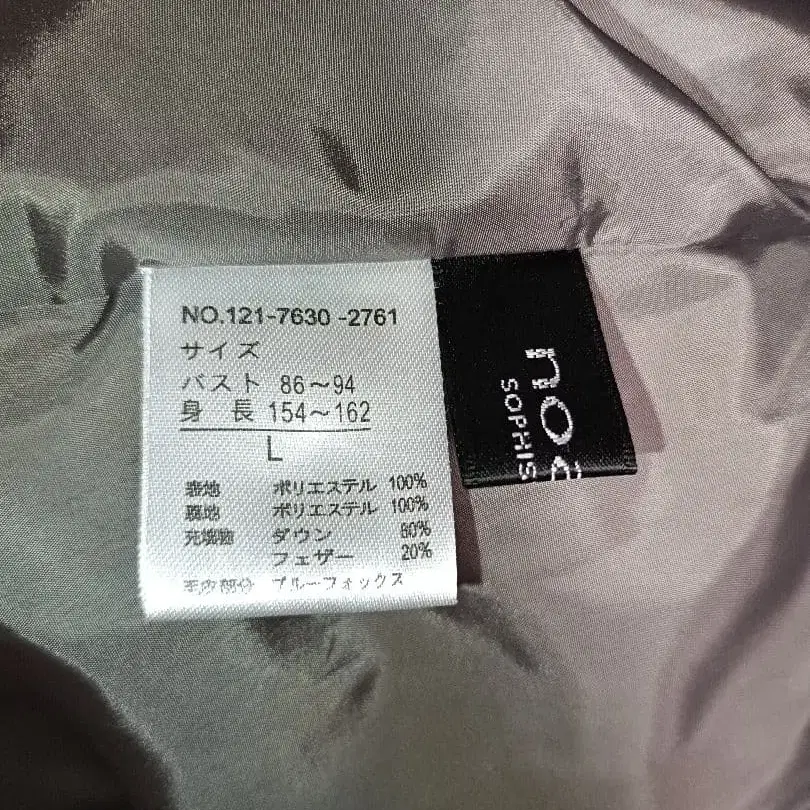 NO.121-7630 -2761
サイズ
バスト 86～94
身 長 154～162
L
表地 ポリエステル 100%
裏地 ポリエステル 100%
充填物 ダウン 80%
フェザー 20%
毛皮部分 ブルーフォックス
no
SOPHIS